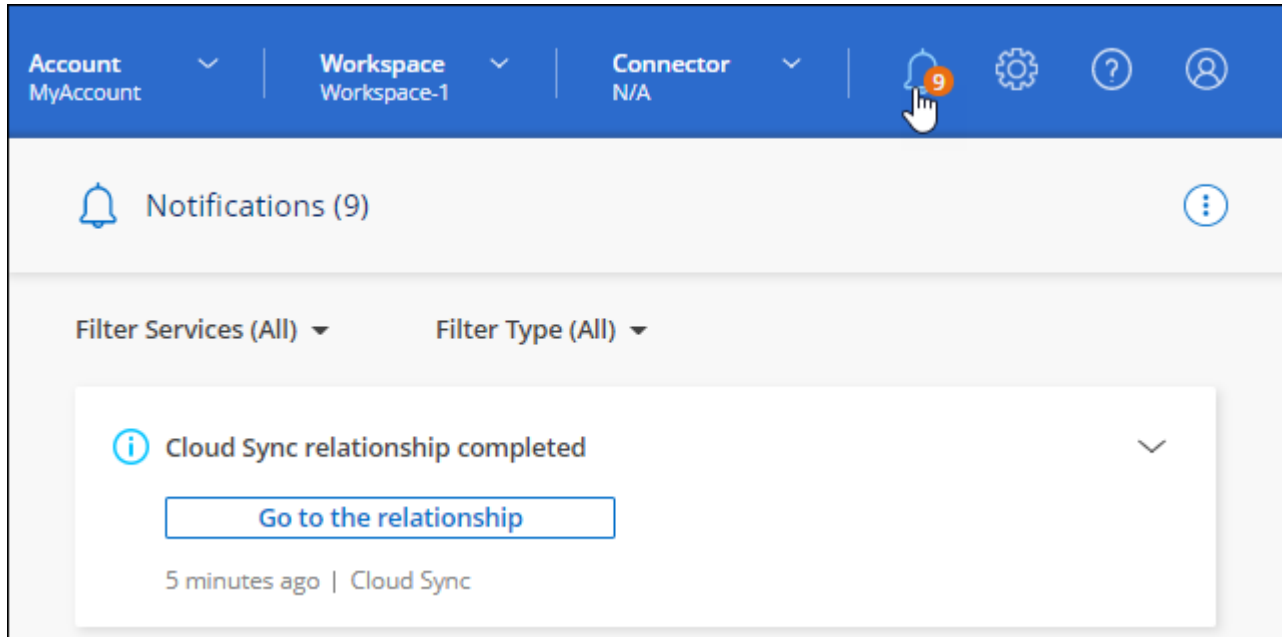 Account Workspace Connector
MyAccount Workspace-1 N/A 9 ?
Notifications (9)
Filter Services (All) Filter Type (All)
i Cloud Sync relationship completed
Go to the relationship
5 minutes ago | Cloud Sync